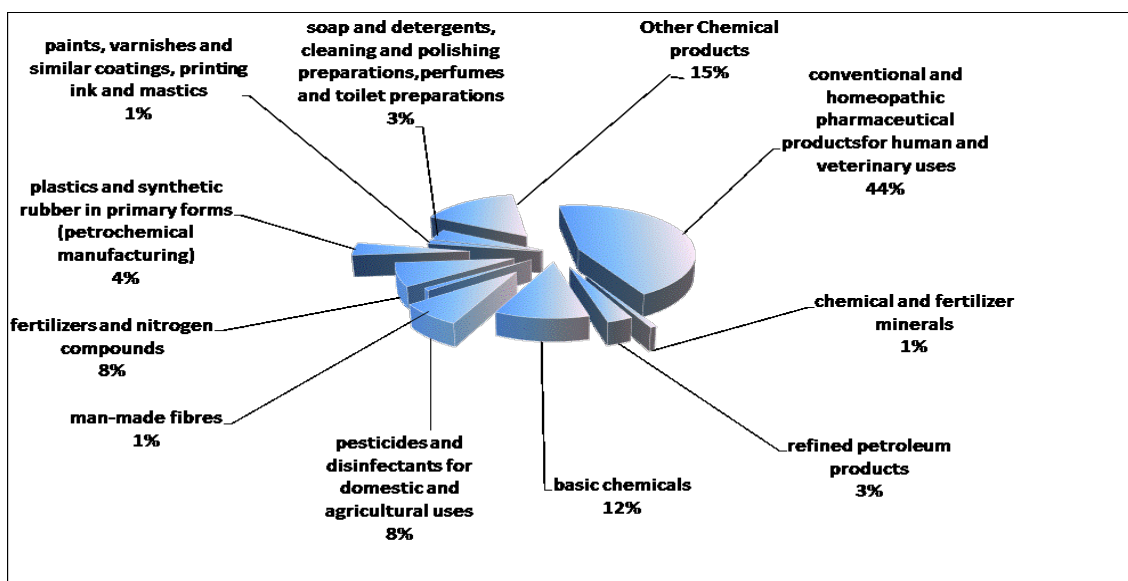 paints, varnishes and
similar coatings, printing
ink and mastics
1%
soap and detergents,
cleaning and polishing
preparations,perfumes
and toilet preparations
3%
Other Chemical
products
15%
conventional and
homeopathic
pharmaceutical
productsfor human and
veterinary uses
44%
plastics and synthetic
rubber in primary forms
(petrochemical
manufacturing)
4%
chemical and fertilizer
minerals
1%
fertilizers and nitrogen
compounds
8%
man-made fibres
1%
pesticides and
disinfectants for
domestic and
agricultural uses
8%
basic chemicals
12%
refined petroleum
products
3%